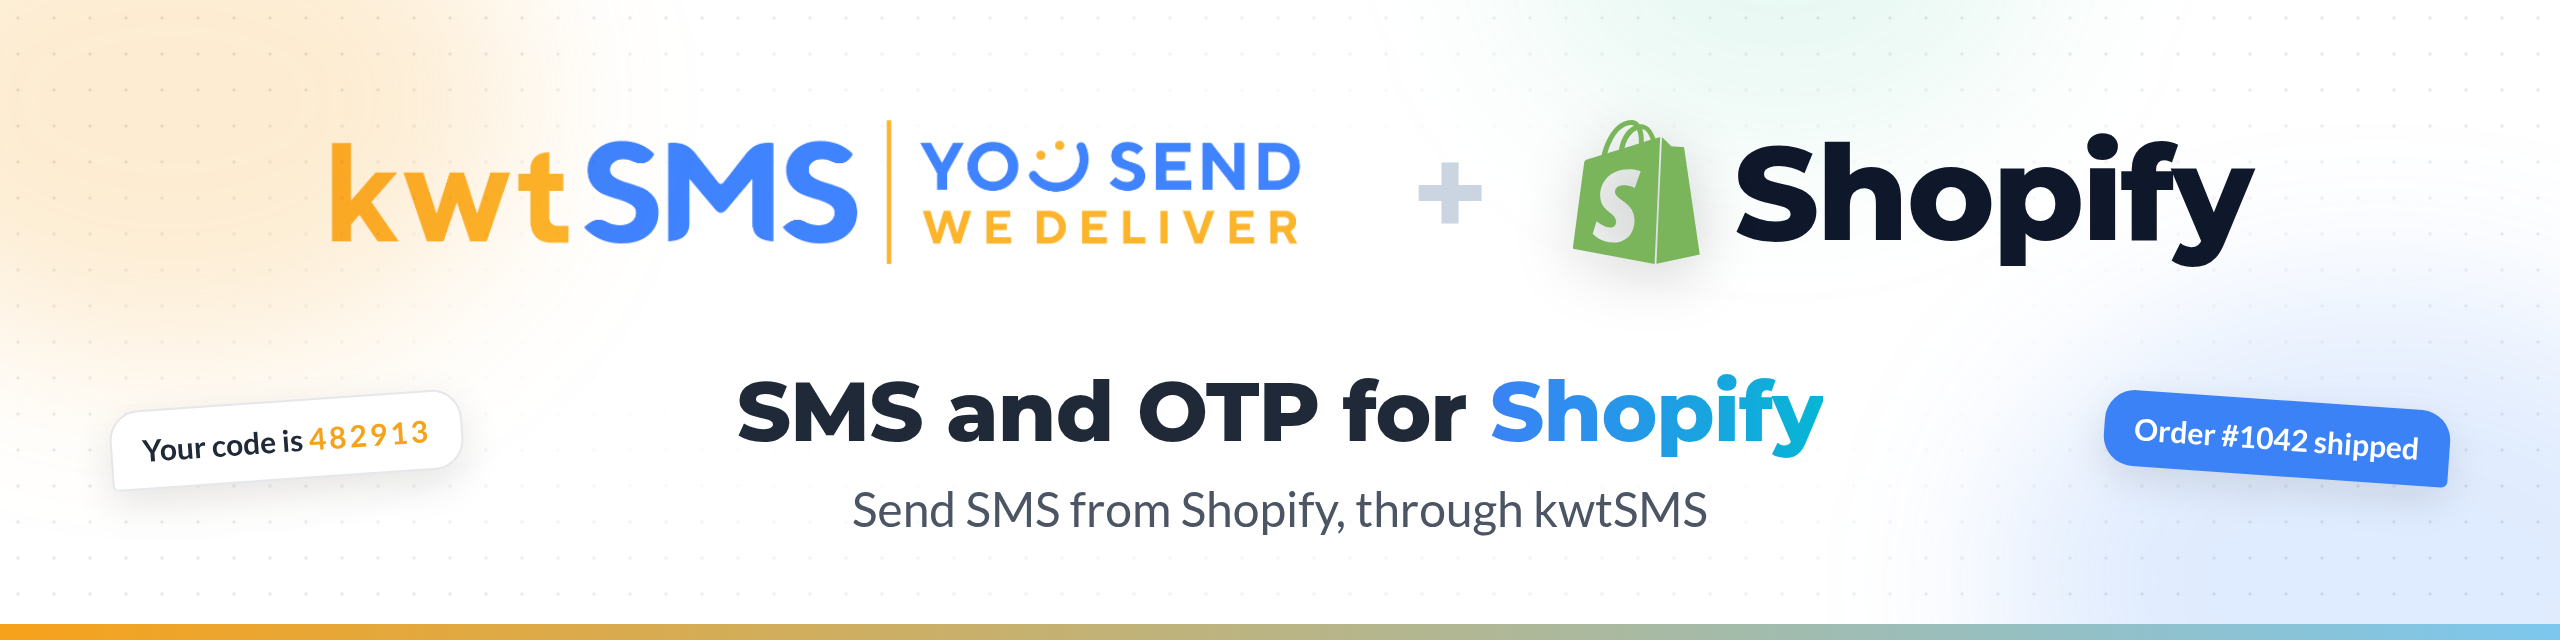 kwtSMS
YOU SEND
WE DELIVER
+
Shopify
SMS and OTP for Shopify
Send SMS from Shopify, through kwtSMS
Your code is 482913
Order #1042 shipped